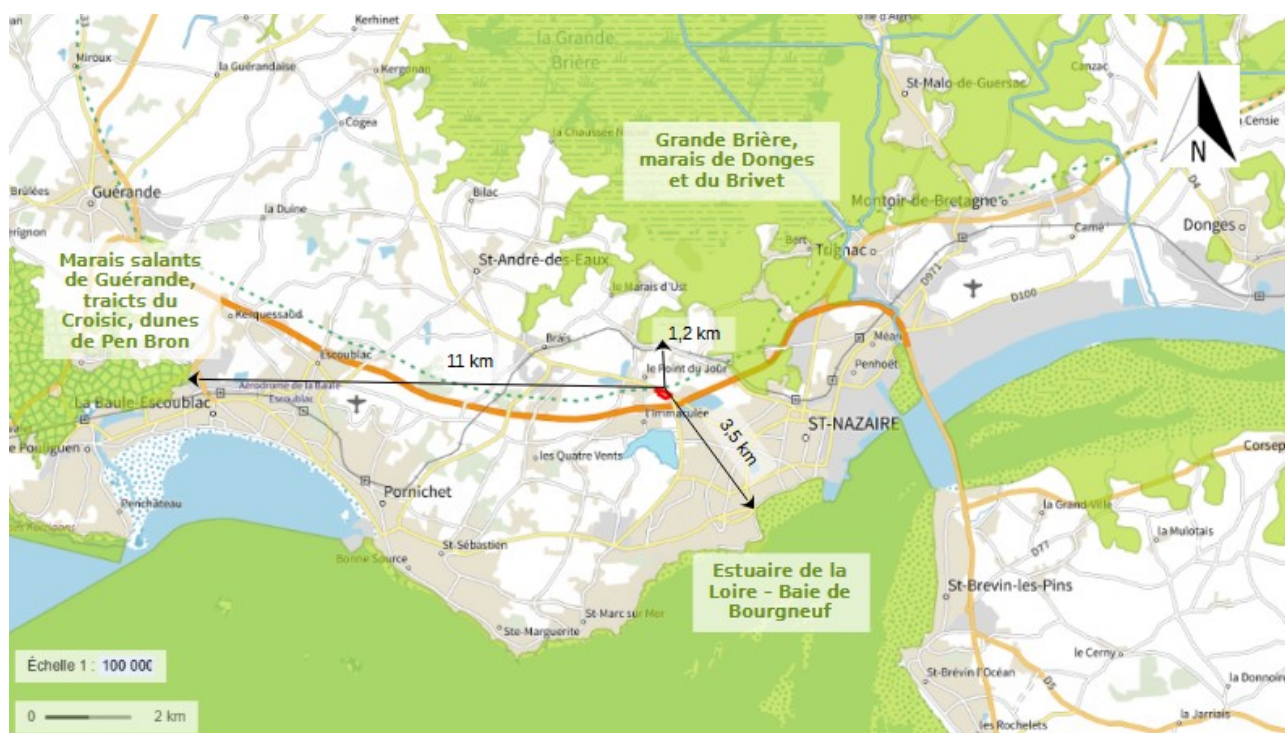 Kerhinet
Miroux
la Guérandaise
Kergonan
la Grande
Brière
Cogea
St-Malo-de-Guersac
Canzac
la Censie
N
la Chaussée
Grande Brière,
marais de Donges
et du Brivet
Brûlées
Guérande
la Duine
Bilac
Montoir-de-Bretagne
D4
Donges
Camé
Bert
Trignac
D971
D100
Marais salants
de Guérande,
traicts du
Croisic, dunes
de Pen Bron
St-André-des-Eaux
le Marais d'Ust
Kerquessaud
Escoublac
Brais
1,2 km
11 km
le Point du Jour
Méan
Penhoët
Aérodrome de la Baule
Escoublac
La Baule-Escoublac
l'Immaculée
ST-NAZAIRE
3,5 km
les Quatre Vents
Pornichet
Penchâteau
la Grand-Ville
Corsep
la Mulotais
D77
St-Sébastien
Bonne Source
Estuaire de la
Loire - Baie de
Bourgneuf
St-Brevin-les-Pins
St-Marc sur Mer
Ste-Marguerite
le Cerny
St-Brévin l'Océan
D5
la Donnoire
la Jarriais
les Rochelets
Échelle 1 : 100 000
0
2 km